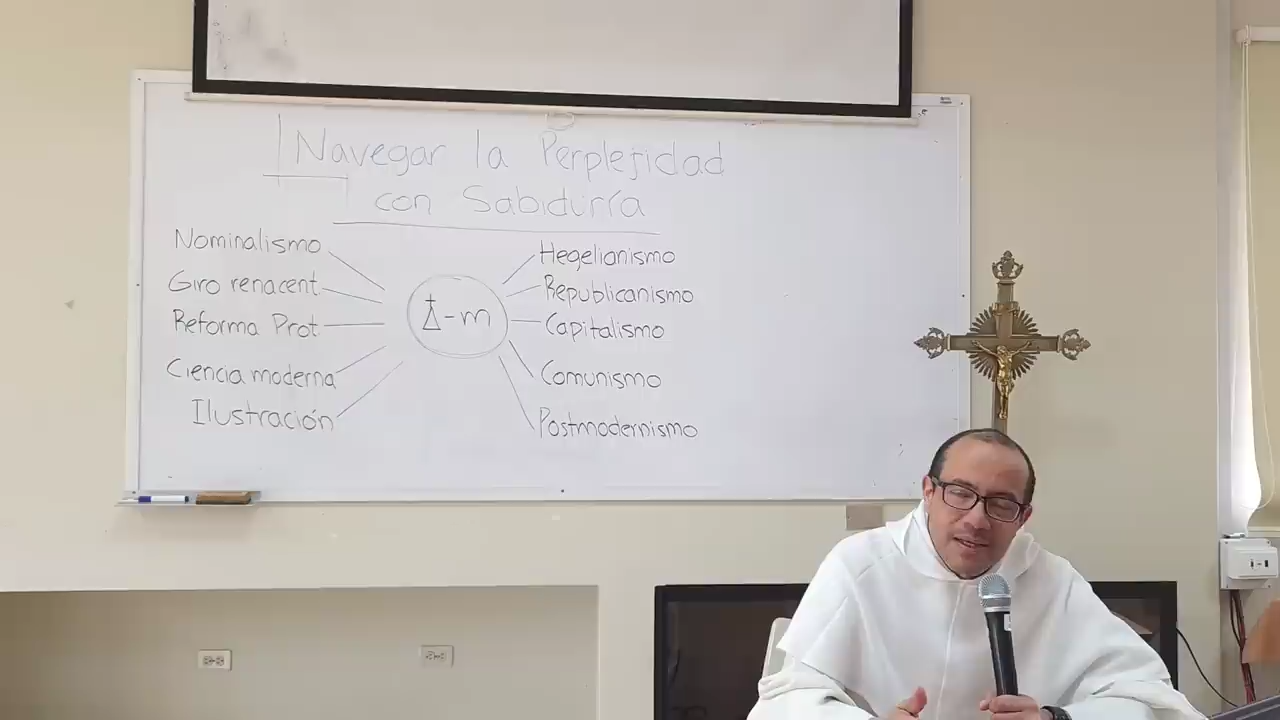 Navegar la Perplejidad
con Sabiduría
Nominalismo
Giro renacent.
Reforma Prot
Ciencia moderna
Ilustración
-m
Hegelianismo
Republicanismo
Capitalismo
Comunismo
Postmodernismo